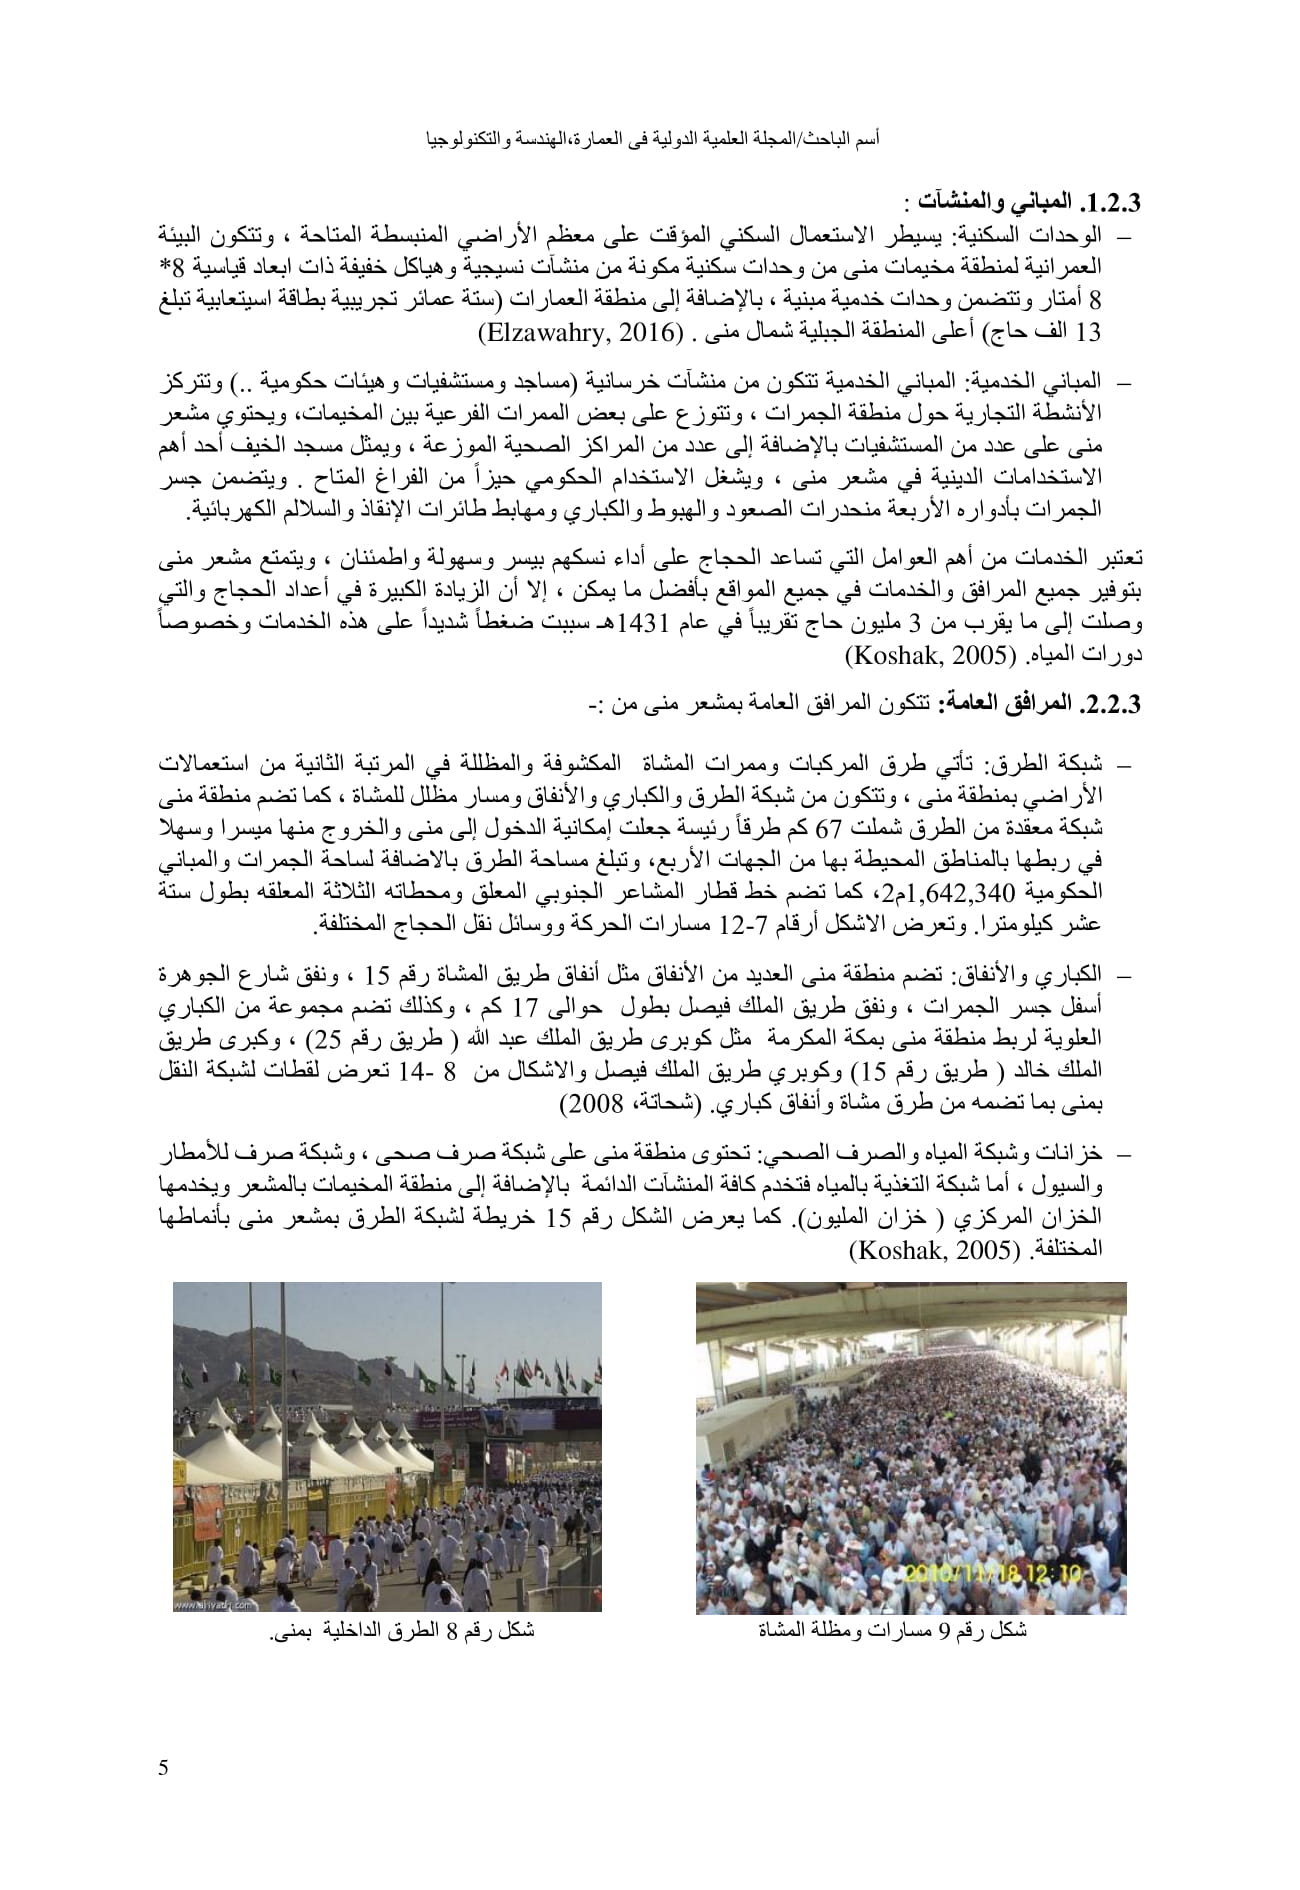 أسم الباحث/المجلة العلمية الدولية فى العمارة،الهندسة والتكنولوجيا
1.2.3. المباني والمنشآت :
– الوحدات السكنية: يسيطر الاستعمال السكني المؤقت على معظم الأراضي المنبسطة المتاحة ، وتتكون البيئة
العمرانية لمنطقة مخيمات منى من وحدات سكنية مكونة من منشآت نسيجية وهياكل خفيفة ذات ابعاد قياسية 8*
8 أمتار وتتضمن وحدات خدمية مبنية ، بالإضافة إلى منطقة العمارات (ستة عمائر تجريبية بطاقة اسيتعابية تبلغ
13 الف حاج) أعلى المنطقة الجبلية شمال منى . (Elzawahry, 2016)
– المباني الخدمية: المباني الخدمية تتكون من منشآت خرسانية (مساجد ومستشفيات وهيئات حكومية ..) وتتركز
الأنشطة التجارية حول منطقة الجمرات ، وتتوزع على بعض الممرات الفرعية بين المخيمات، ويحتوي مشعر
منى على عدد من المستشفيات بالإضافة إلى عدد من المراكز الصحية الموزعة ، ويمثل مسجد الخيف أحد أهم
الاستخدامات الدينية في مشعر منى ، ويشغل الاستخدام الحكومي حيزاً من الفراغ المتاح . ويتضمن جسر
الجمرات بأدواره الأربعة منحدرات الصعود والهبوط والكباري ومهابط طائرات الإنقاذ والسلالم الكهربائية.
تعتبر الخدمات من أهم العوامل التي تساعد الحجاج على أداء نسكهم بيسر وسهولة واطمئنان ، ويتمتع مشعر منى
بتوفير جميع المرافق والخدمات في جميع المواقع بأفضل ما يمكن ، إلا أن الزيادة الكبيرة في أعداد الحجاج والتي
وصلت إلى ما يقرب من 3 مليون حاج تقريباً في عام 1431هـ سببت ضغطاً شديداً على هذه الخدمات وخصوصاً
دورات المياه. (Koshak, 2005)
2.2.3. المرافق العامة: تتكون المرافق العامة بمشعر منى من :-
– شبكة الطرق: تأتي طرق المركبات وممرات المشاة المكشوفة والمظللة في المرتبة الثانية من استعمالات
الأراضي بمنطقة منى ، وتتكون من شبكة الطرق والكباري والأنفاق ومسار مظلل للمشاة ، كما تضم منطقة منى
شبكة معقدة من الطرق شملت 67 كم طرقاً رئيسة جعلت إمكانية الدخول إلى منى والخروج منها ميسرا وسهلا
في ربطها بالمناطق المحيطة بها من الجهات الأربع، وتبلغ مساحة الطرق بالاضافة لساحة الجمرات والمباني
الحكومية 1,642,340م2، كما تضم خط قطار المشاعر الجنوبي المعلق ومحطاته الثلاثة المعلقه بطول ستة
عشر كيلومترا. وتعرض الاشكل أرقام 7-12 مسارات الحركة ووسائل نقل الحجاج المختلفة.
– الكباري والأنفاق: تضم منطقة منى العديد من الأنفاق مثل أنفاق طريق المشاة رقم 15 ، ونفق شارع الجوهرة
أسفل جسر الجمرات ، ونفق طريق الملك فيصل بطول حوالى 17 كم ، وكذلك تضم مجموعة من الكباري
العلوية لربط منطقة منى بمكة المكرمة مثل كوبرى طريق الملك عبد الله ( طريق رقم 25) ، وكبرى طريق
الملك خالد ( طريق رقم 15) وكوبري طريق الملك فيصل والاشكال من 8 -14 تعرض لقطات لشبكة النقل
بمنى بما تضمه من طرق مشاة وأنفاق كباري. (شحاتة، 2008)
– خزانات وشبكة المياه والصرف الصحي: تحتوى منطقة منى على شبكة صرف صحى ، وشبكة صرف للأمطار
والسيول ، أما شبكة التغذية بالمياه فتخدم كافة المنشآت الدائمة بالإضافة إلى منطقة المخيمات بالمشعر ويخدمها
الخزان المركزي ( خزان المليون). كما يعرض الشكل رقم 15 خريطة لشبكة الطرق بمشعر منى بأنماطها
المختلفة. (Koshak, 2005)
2010/11/18 12:10
www.alriyadh.com
شكل رقم 9 مسارات ومظلة المشاة
شكل رقم 8 الطرق الداخلية بمنى.
5